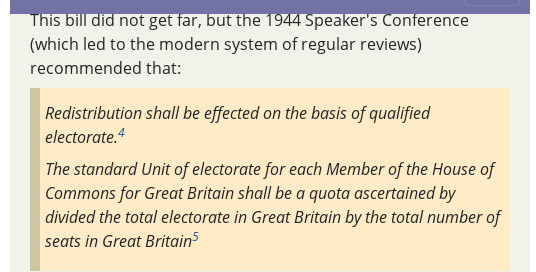 This bill did not get far, but the 1944 Speaker's Conference
(which led to the modern system of regular reviews)
recommended that:
Redistribution shall be effected on the basis of qualified
electorate.4
The standard Unit of electorate for each Member of the House of
Commons for Great Britain shall be a quota ascertained by
divided the total electorate in Great Britain by the total number of
seats in Great Britain5